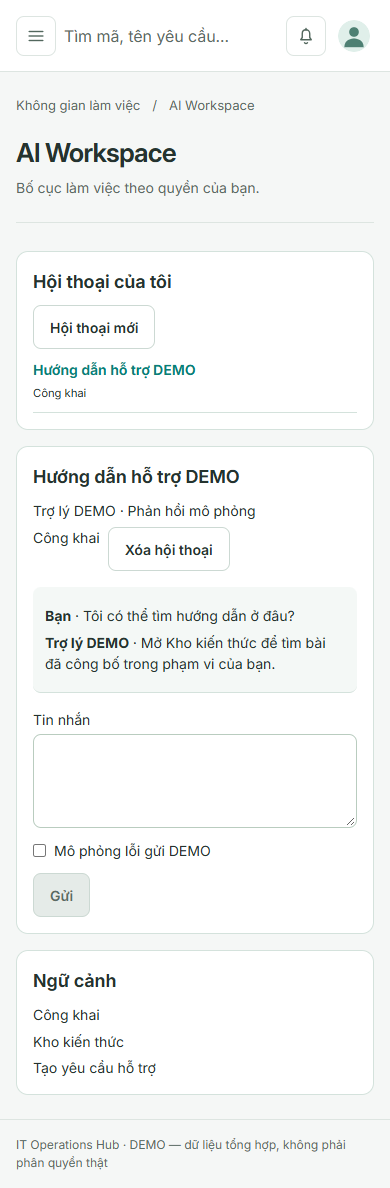 Tìm mã, tên yêu cầu...
Không gian làm việc / AI Workspace
AI Workspace
Bố cục làm việc theo quyền của bạn.
Hội thoại của tôi
Hội thoại mới
Hướng dẫn hỗ trợ DEMO
Công khai
Hướng dẫn hỗ trợ DEMO
Trợ lý DEMO · Phản hồi mô phỏng
Công khai Xóa hội thoại
Bạn · Tôi có thể tìm hướng dẫn ở đâu?
Trợ lý DEMO · Mở Kho kiến thức để tìm bài
đã công bố trong phạm vi của bạn.
Tin nhắn
Mô phỏng lỗi gửi DEMO
Gửi
Ngữ cảnh
Công khai
Kho kiến thức
Tạo yêu cầu hỗ trợ
IT Operations Hub · DEMO — dữ liệu tổng hợp, không phải
phân quyền thật